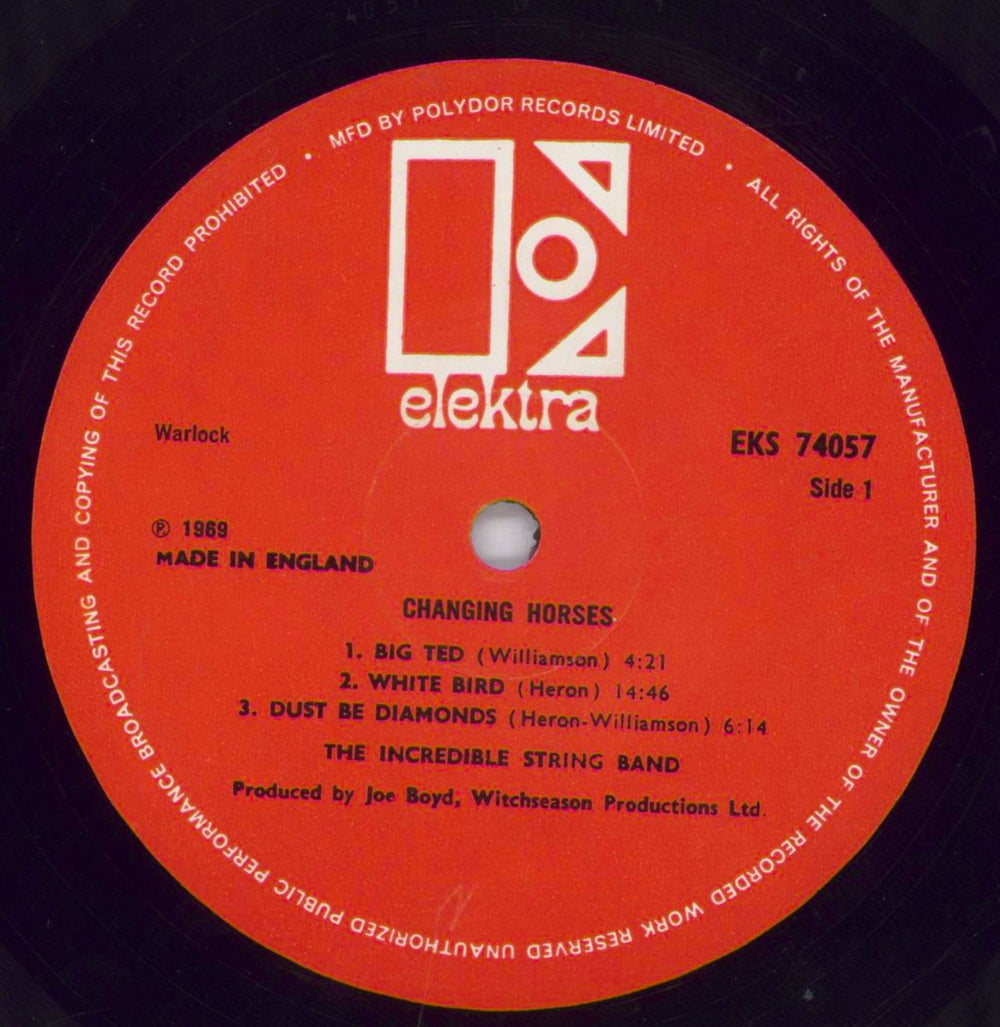 MFD BY POLYDOR RECORDS LIMITED • ALL RIGHTS OF THE MANUFACTURER AND OF THE OWNER OF THE RECORDED WORK RESERVED UNAUTHORIZED PUBLIC PERFORMANCE BROADCASTING AND COPYING OF THIS RECORD PROHIBITED •
elektra
Warlock
EKS 74057
Side 1
℗ 1969
MADE IN ENGLAND
CHANGING HORSES
1. BIG TED (Williamson) 4:21
2. WHITE BIRD (Heron) 14:46
3. DUST BE DIAMONDS (Heron-Williamson) 6:14
THE INCREDIBLE STRING BAND
Produced by Joe Boyd, Witchseason Productions Ltd.